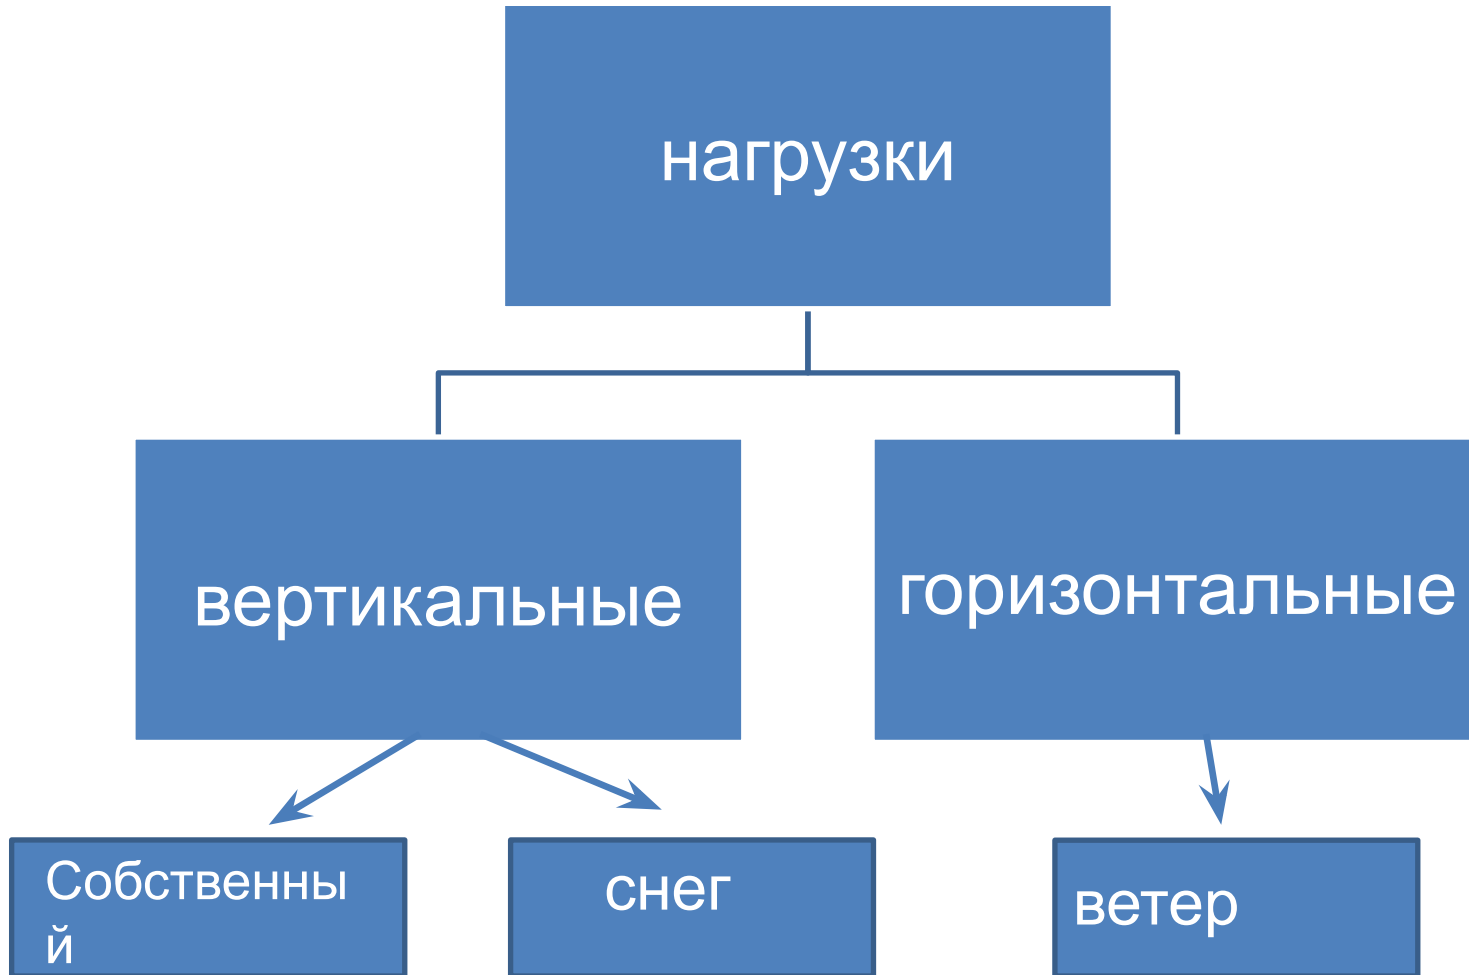 нагрузки
вертикальные
горизонтальные
Собственны
й
снег
ветер